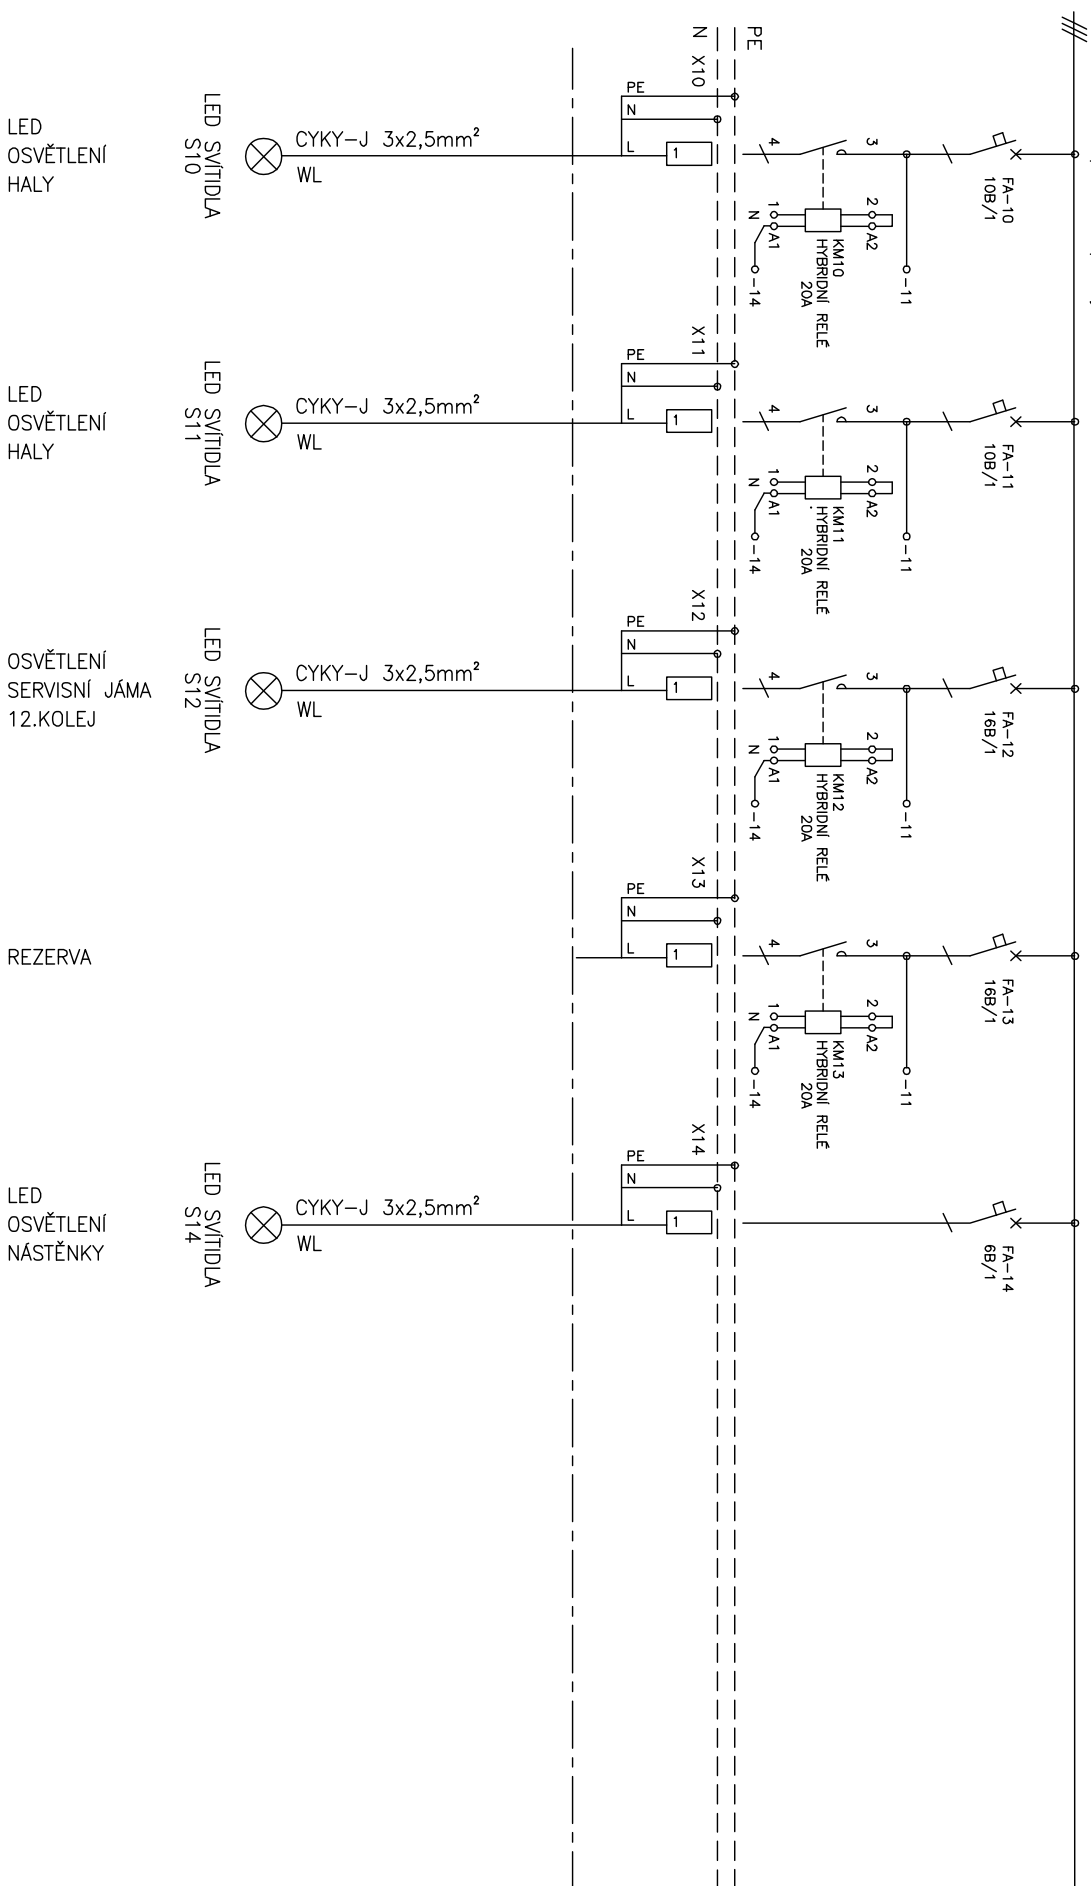 PE
N
X10
PE
N
L
1
CYKY-J 3x2,5mm²
WL
LED SVÍTIDLA
S10
LED
OSVĚTLENÍ
HALY
4
3
FA-10
10B/1
2
A2
1
A1
N
KM10
HYBRIDNÍ RELÉ
20A
-14
-11
X11
PE
N
L
1
CYKY-J 3x2,5mm²
WL
LED SVÍTIDLA
S11
LED
OSVĚTLENÍ
HALY
4
3
FA-11
10B/1
2
A2
1
A1
N
KM11
HYBRIDNÍ RELÉ
20A
-14
-11
X12
PE
N
L
1
CYKY-J 3x2,5mm²
WL
LED SVÍTIDLA
S12
OSVĚTLENÍ
SERVISNÍ JÁMA
12.KOLEJ
4
3
FA-12
16B/1
2
A2
1
A1
N
KM12
HYBRIDNÍ RELÉ
20A
-14
-11
X13
PE
N
L
1
REZERVA
4
3
FA-13
16B/1
2
A2
1
A1
N
KM13
HYBRIDNÍ RELÉ
20A
-14
-11
X14
PE
N
L
1
CYKY-J 3x2,5mm²
WL
LED SVÍTIDLA
S14
LED
OSVĚTLENÍ
NÁSTĚNKY
FA-14
6B/1